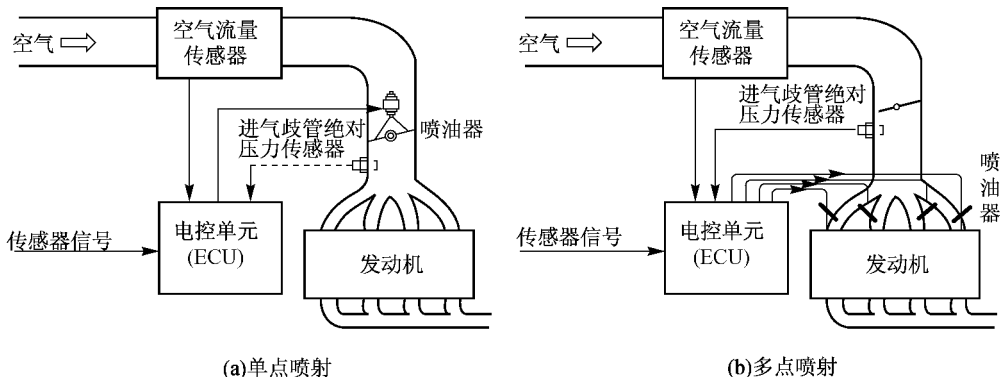 空气
空气流量
传感器
进气歧管绝对
压力传感器
喷油器
传感器信号
电控单元
(ECU)
发动机
(a)单点喷射
空气
空气流量
传感器
进气歧管绝对
压力传感器
喷
油
器
传感器信号
电控单元
(ECU)
发动机
(b)多点喷射